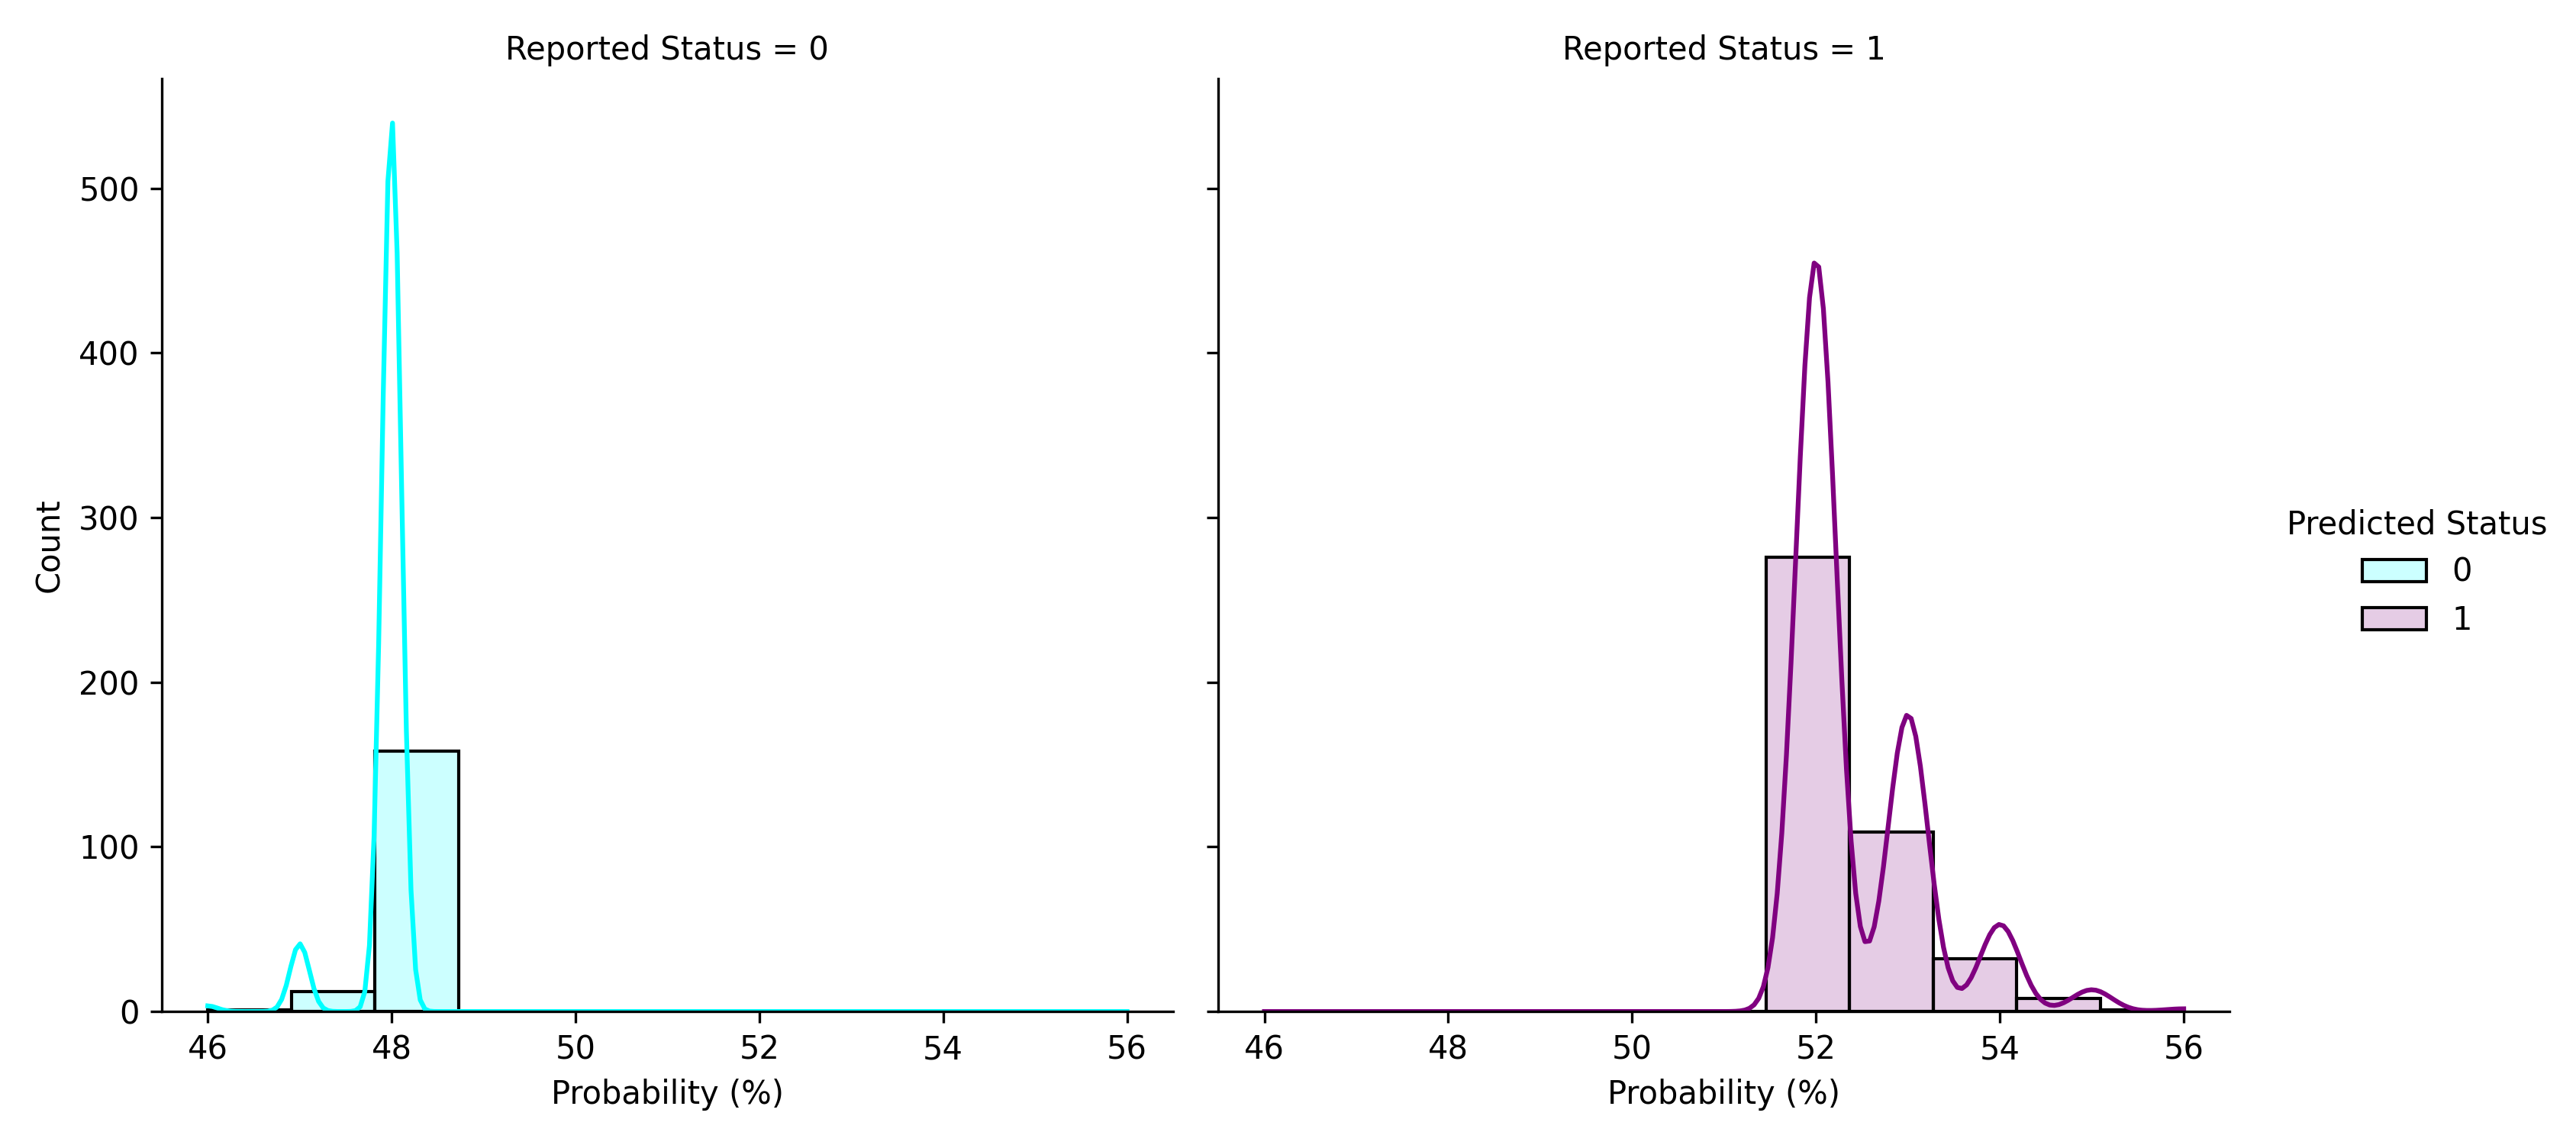 Reported Status = 0
Reported Status = 1
Count
500
400
300
200
100
0
46 48 50 52 54 56
46 48 50 52 54 56
Probability (%)
Probability (%)
Predicted Status
0
1